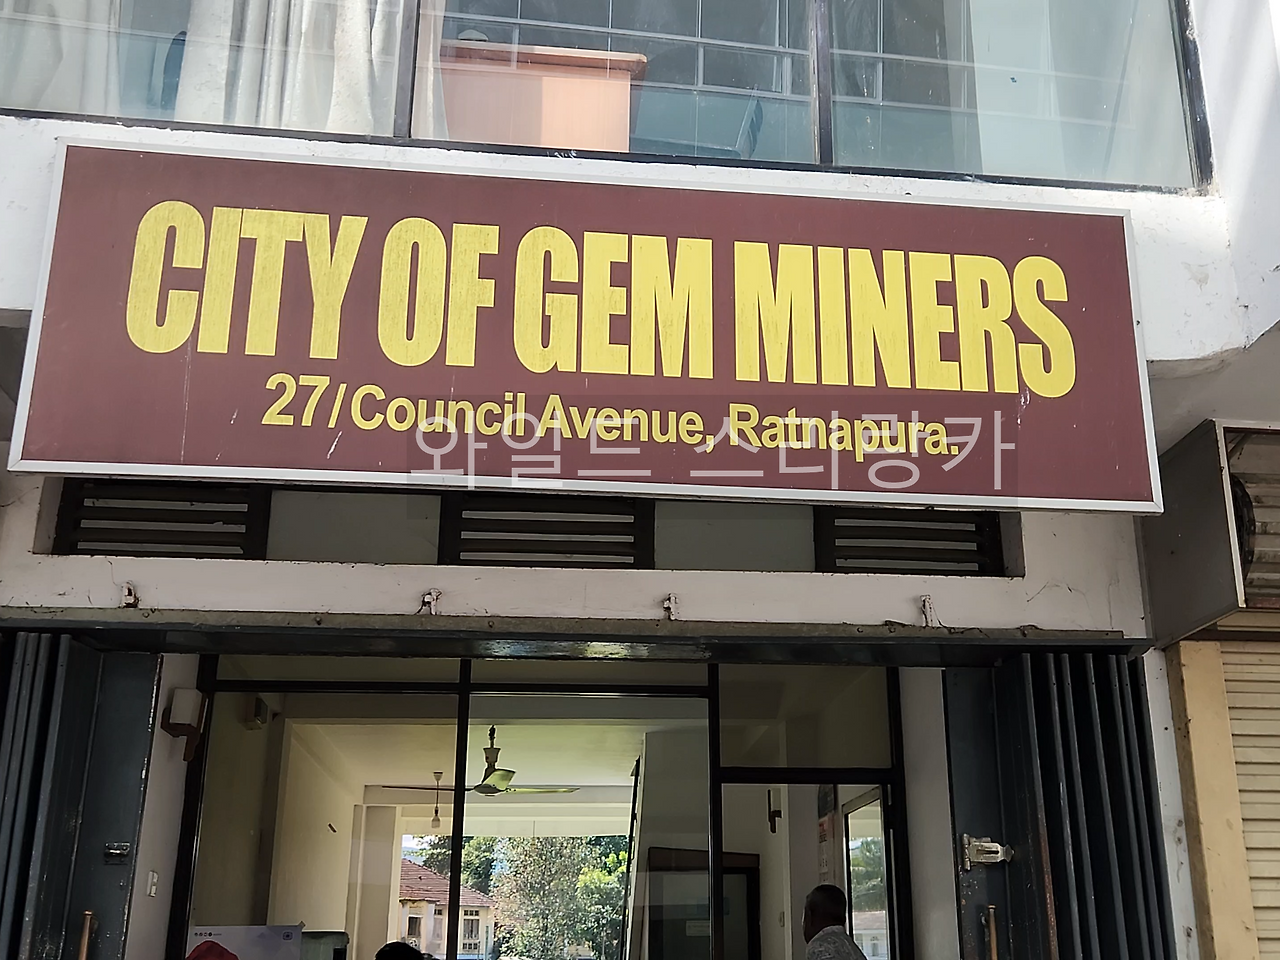 CITY OF GEM MINERS
27/Council Avenue, Ratnapura.
와일드 스리랑카